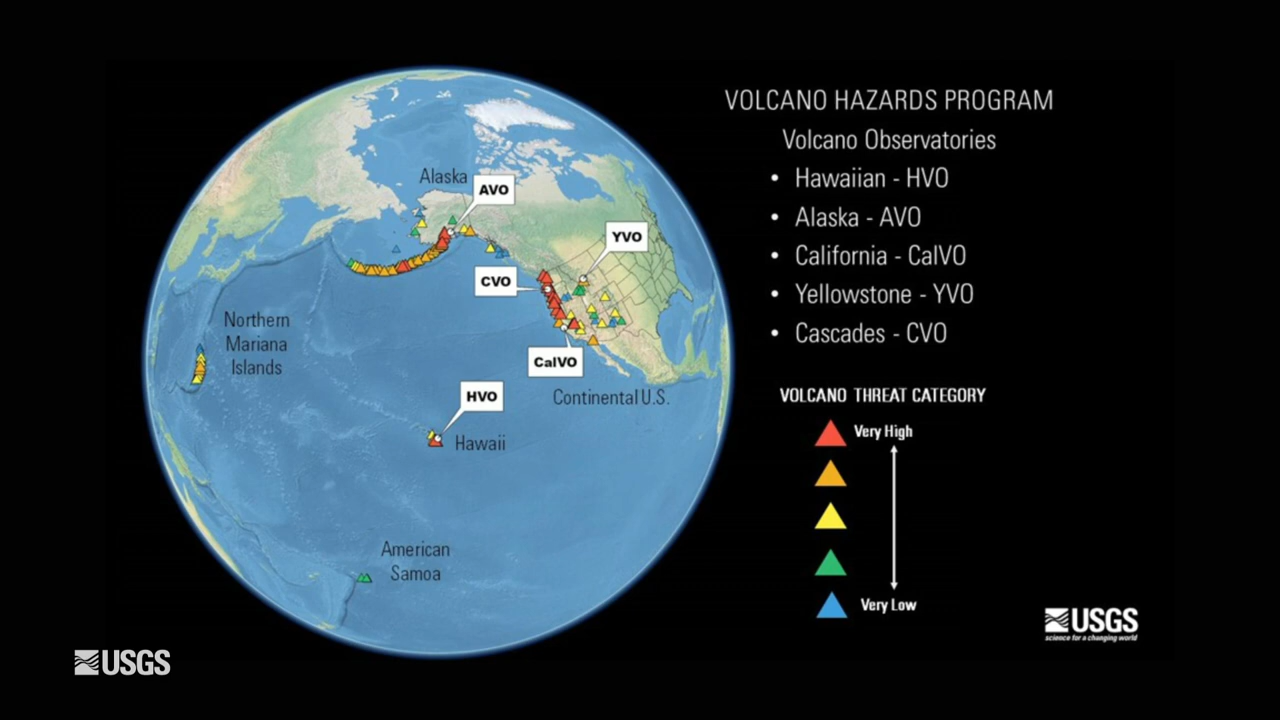 VOLCANO HAZARDS PROGRAM
Volcano Observatories
• Hawaiian - HVO
• Alaska - AVO
• California - CalVO
• Yellowstone - YVO
• Cascades - CVO
VOLCANO THREAT CATEGORY
Very High
Very Low
Alaska
AVO
YVO
CVO
Northern
Mariana
Islands
CalVO
Continental U.S.
HVO
Hawaii
American
Samoa
USGS
science for a changing world
USGS